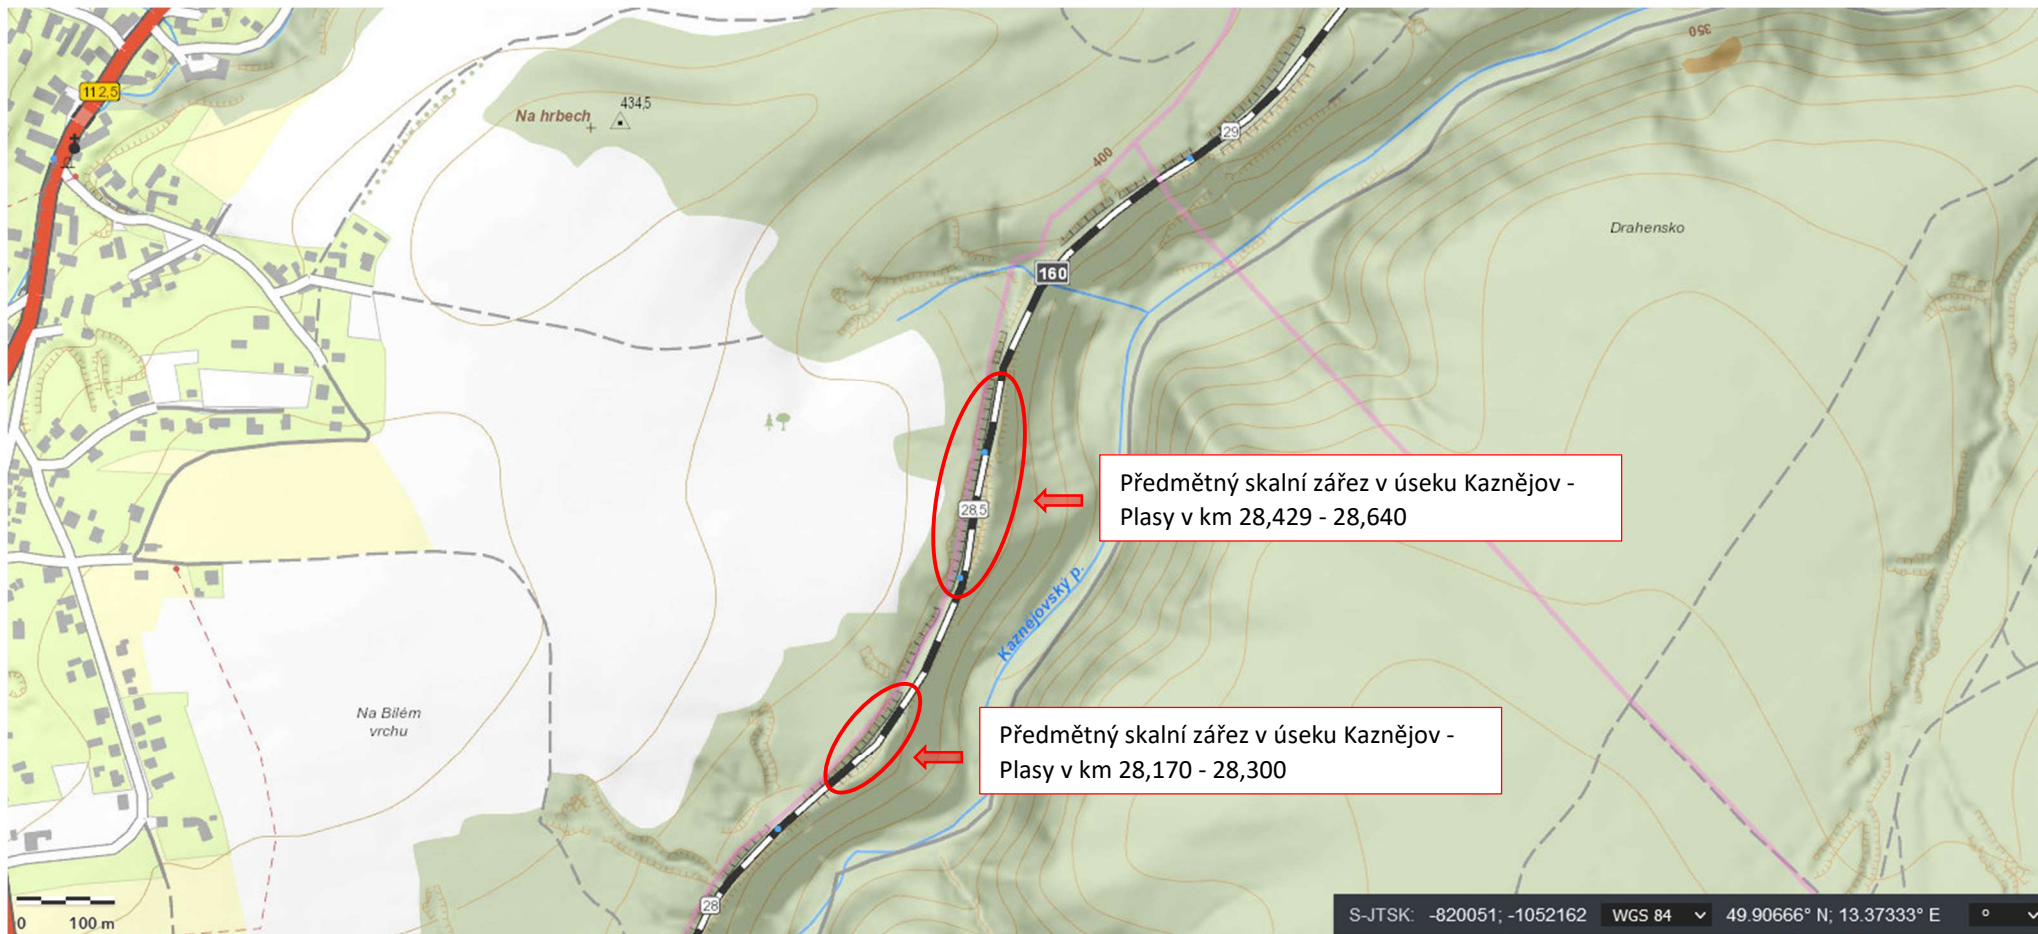 350
112,5
434,5
Na hrbech
29
400
Drahensko
160
Předmětný skalní zářez v úseku Kaznějov -
Plasy v km 28,429 - 28,640
28,5
Kaznějovský p.
Na Bílém
vrchu
Předmětný skalní zářez v úseku Kaznějov -
Plasy v km 28,170 - 28,300
28
0 100 m
S-JTSK: -820051; -1052162 WGS 84 49.90666° N; 13.37333° E °